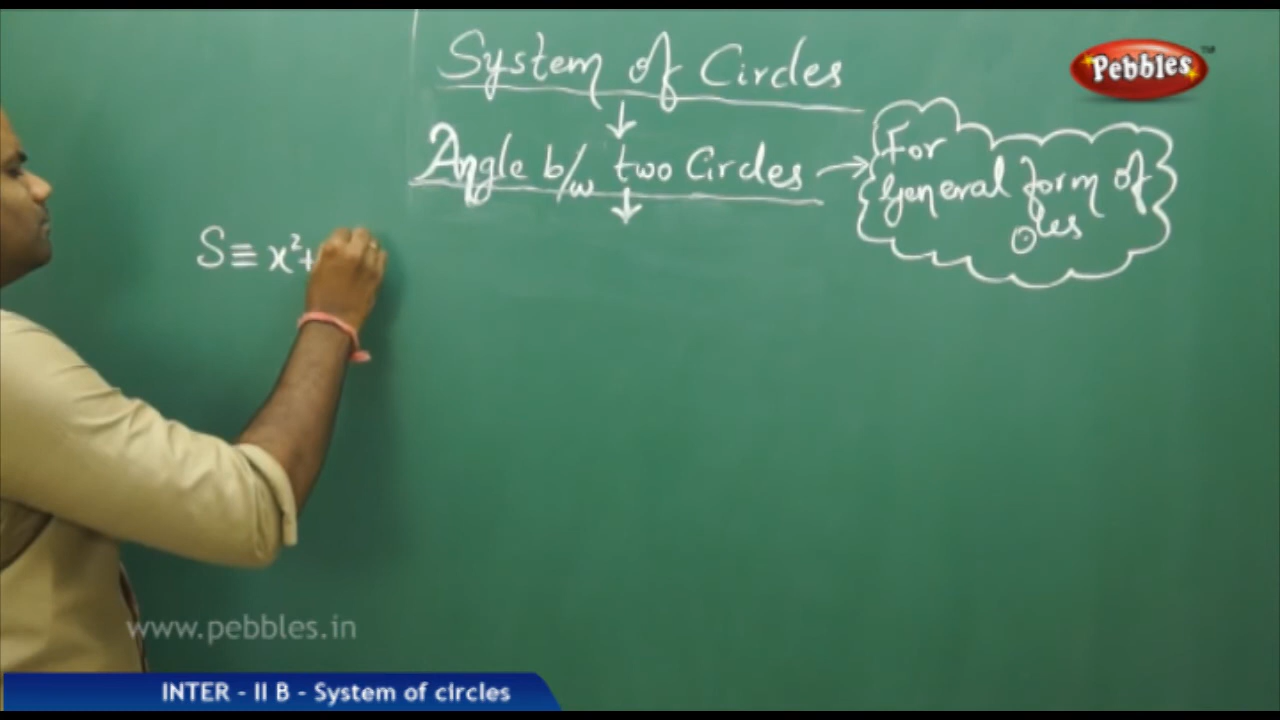 System of Circles
Pebbles™
Angle b/w two Circles → For
general form of
⊙les
S ≡ x²+
www.pebbles.in
INTER - II B - System of circles